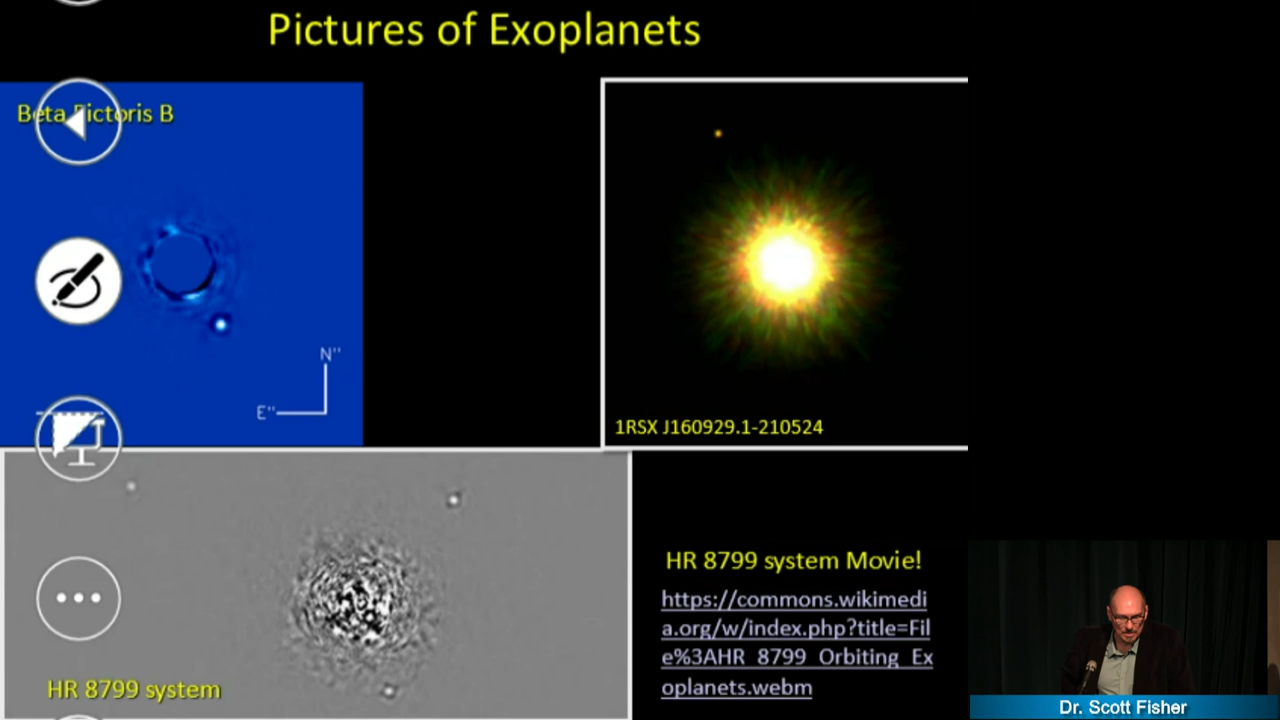 Pictures of Exoplanets
Beta Pictoris B
N"
E"
1RSX J160929.1-210524
HR 8799 system
HR 8799 system Movie!
https://commons.wikimedi
a.org/w/index.php?title=Fil
e%3AHR_8799_Orbiting_Ex
oplanets.webm
Dr. Scott Fisher